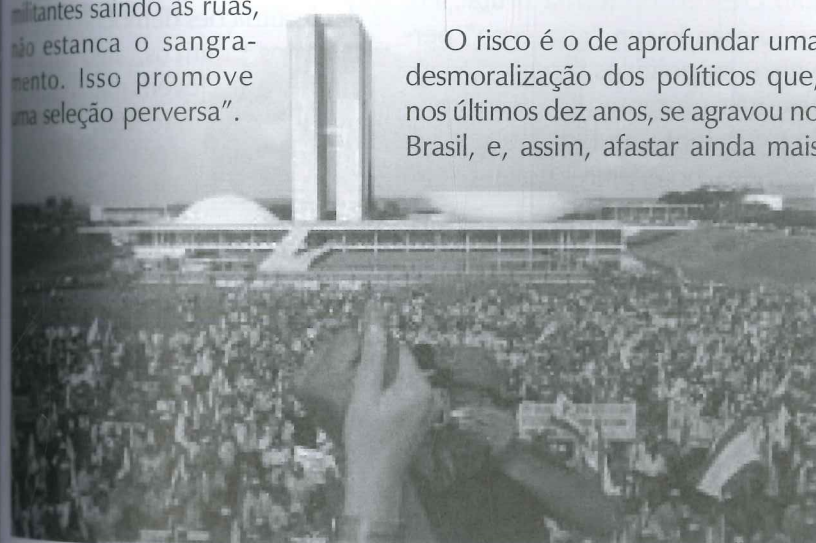 militantes saindo às ruas,
não estanca o sangra-
mento. Isso promove
uma seleção perversa”.
O risco é o de aprofundar uma
desmoralização dos políticos que,
nos últimos dez anos, se agravou no
Brasil, e, assim, afastar ainda mais